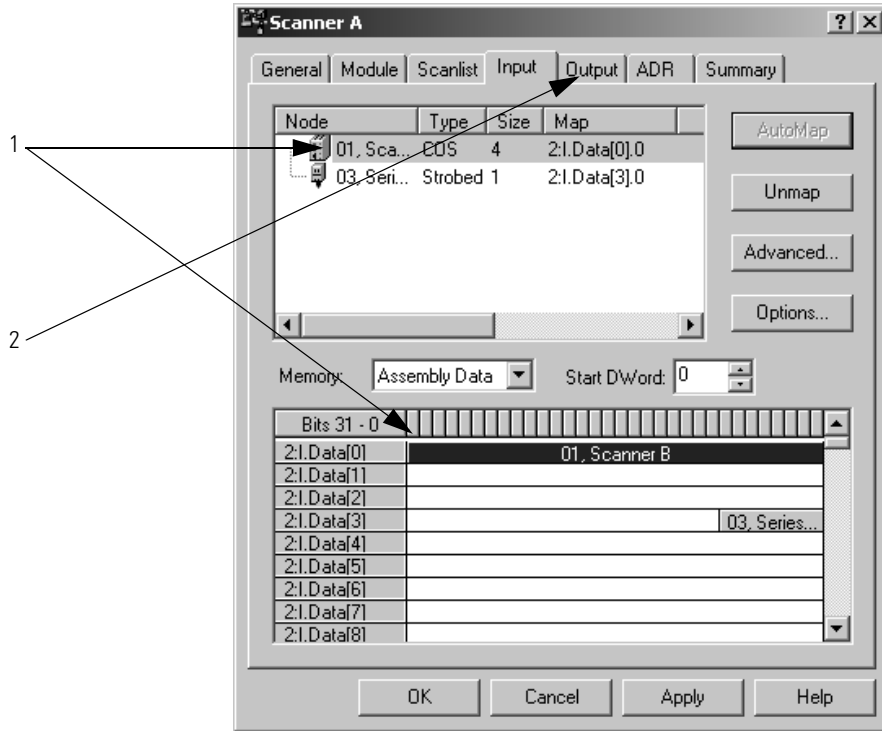 Scanner A
General Module Scanlist Input Output ADR Summary
Node Type Size Map
01, Sca... COS 4 2:I.Data[0].0
03, Seri... Strobed 1 2:I.Data[3].0
AutoMap
Unmap
Advanced...
Options...
1
2
Memory: Assembly Data Start DWord: 0
Bits 31 - 0
2:I.Data[0] 01, Scanner B
2:I.Data[1]
2:I.Data[2]
2:I.Data[3] 03, Series...
2:I.Data[4]
2:I.Data[5]
2:I.Data[6]
2:I.Data[7]
2:I.Data[8]
OK Cancel Apply Help